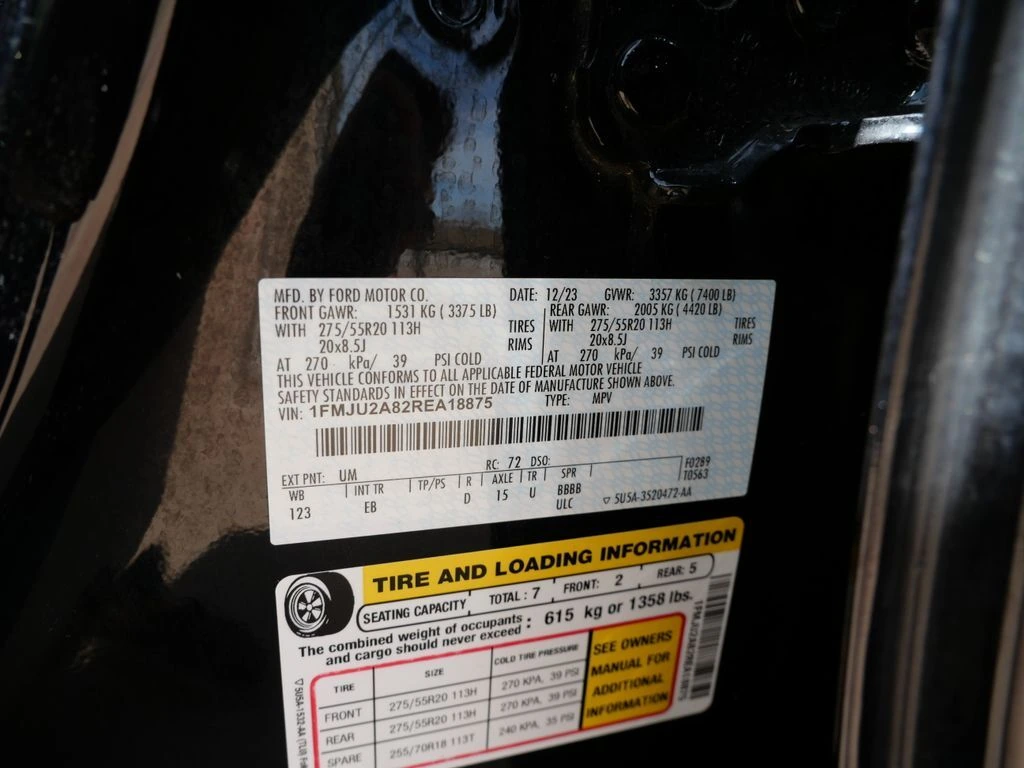 MFD. BY FORD MOTOR CO. DATE: 12/23 GVWR: 3357 KG ( 7400 LB)
FRONT GAWR: 1531 KG ( 3375 LB) REAR GAWR: 2005 KG ( 4420 LB)
WITH 275/55R20 113H TIRES WITH 275/55R20 113H TIRES
20x8.5J RIMS 20x8.5J RIMS
AT 270 kPa/ 39 PSI COLD AT 270 kPa/ 39 PSI COLD
THIS VEHICLE CONFORMS TO ALL APPLICABLE FEDERAL MOTOR VEHICLE
SAFETY STANDARDS IN EFFECT ON THE DATE OF MANUFACTURE SHOWN ABOVE.
VIN: 1FMJU2A82REA18875 TYPE: MPV
EXT PNT: UM RC: 72 DSO: F0289
WB INT TR TP/PS R AXLE TR SPR T0563
123 EB D 15 U BBBB
ULC ▽ 5U5A-3520472-AA
TIRE AND LOADING INFORMATION
SEATING CAPACITY TOTAL : 7 FRONT: 2 REAR: 5
The combined weight of occupants : 615 kg or 1358 lbs.
and cargo should never exceed
TIRE SIZE COLD TIRE PRESSURE
FRONT 275/55R20 113H 270 KPA, 39 PSI
REAR 275/55R20 113H 270 KPA, 39 PSI
SPARE 255/70R18 113T 240 KPA, 35 PSI
SEE OWNERS
MANUAL FOR
ADDITIONAL
INFORMATION
1FMJU2A82REA18875
▽ 5U5A-1532-AA